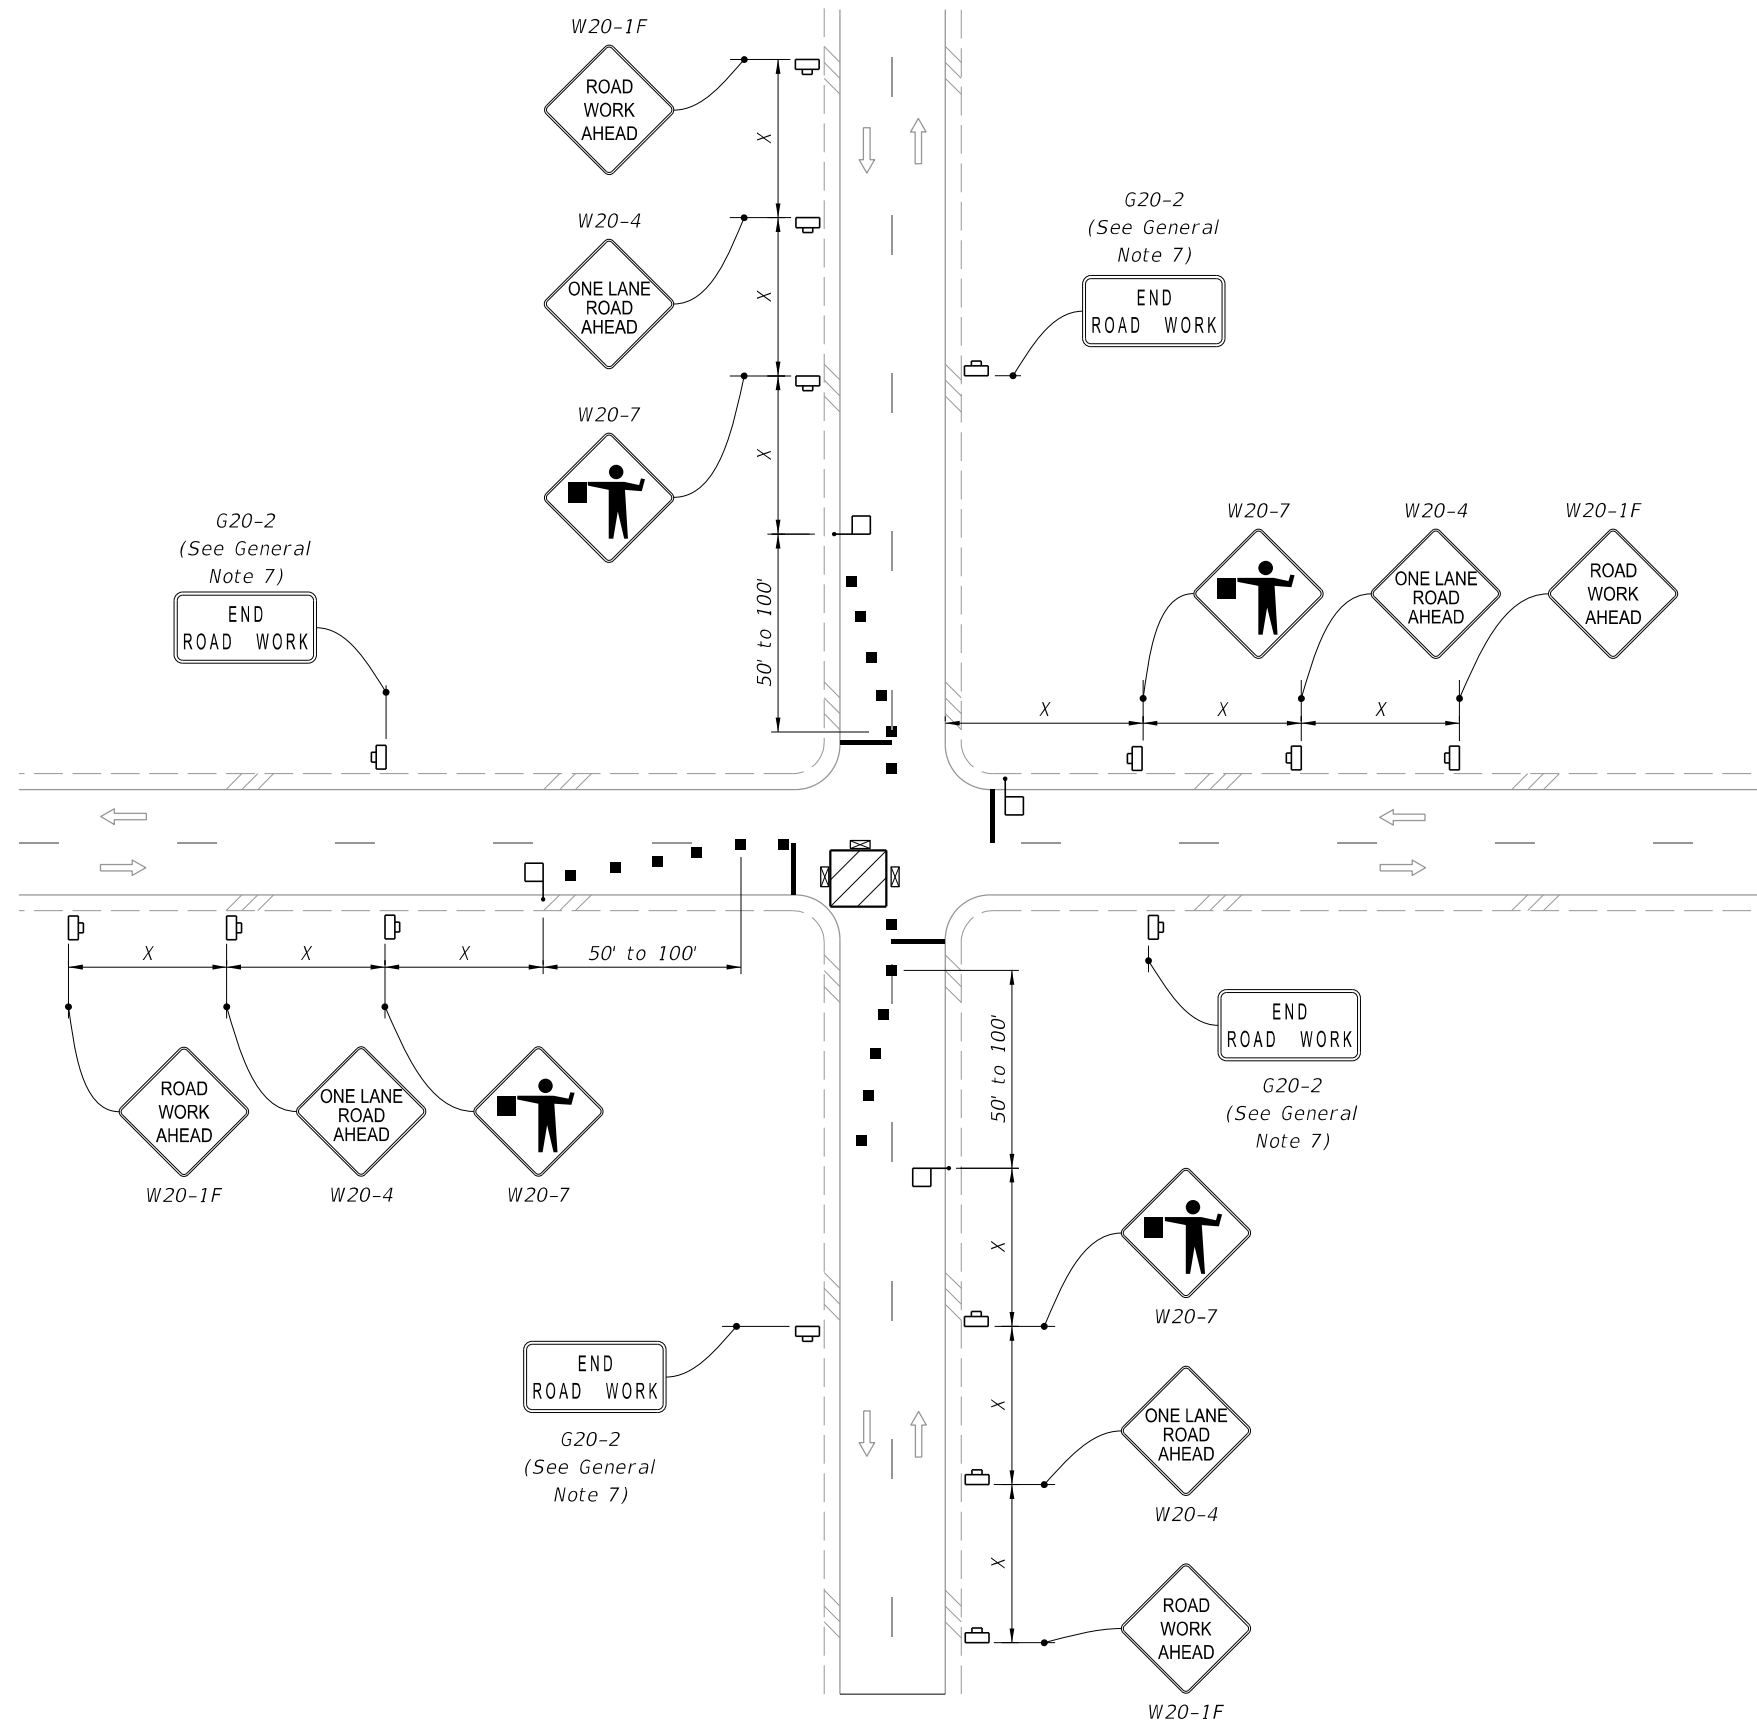 W20-1F
ROAD
WORK
AHEAD
X
W20-4
ONE LANE
ROAD
AHEAD
X
W20-7
X
50' to 100'
G20-2
(See General
Note 7)
END
ROAD WORK
G20-2
(See General
Note 7)
END
ROAD WORK
W20-7
W20-4
ONE LANE
ROAD
AHEAD
W20-1F
ROAD
WORK
AHEAD
X
X
X
X
X
X
50' to 100'
ROAD
WORK
AHEAD
W20-1F
ONE LANE
ROAD
AHEAD
W20-4
W20-7
50' to 100'
END
ROAD WORK
G20-2
(See General
Note 7)
X
W20-7
END
ROAD WORK
G20-2
(See General
Note 7)
X
ONE LANE
ROAD
AHEAD
W20-4
X
ROAD
WORK
AHEAD
W20-1F